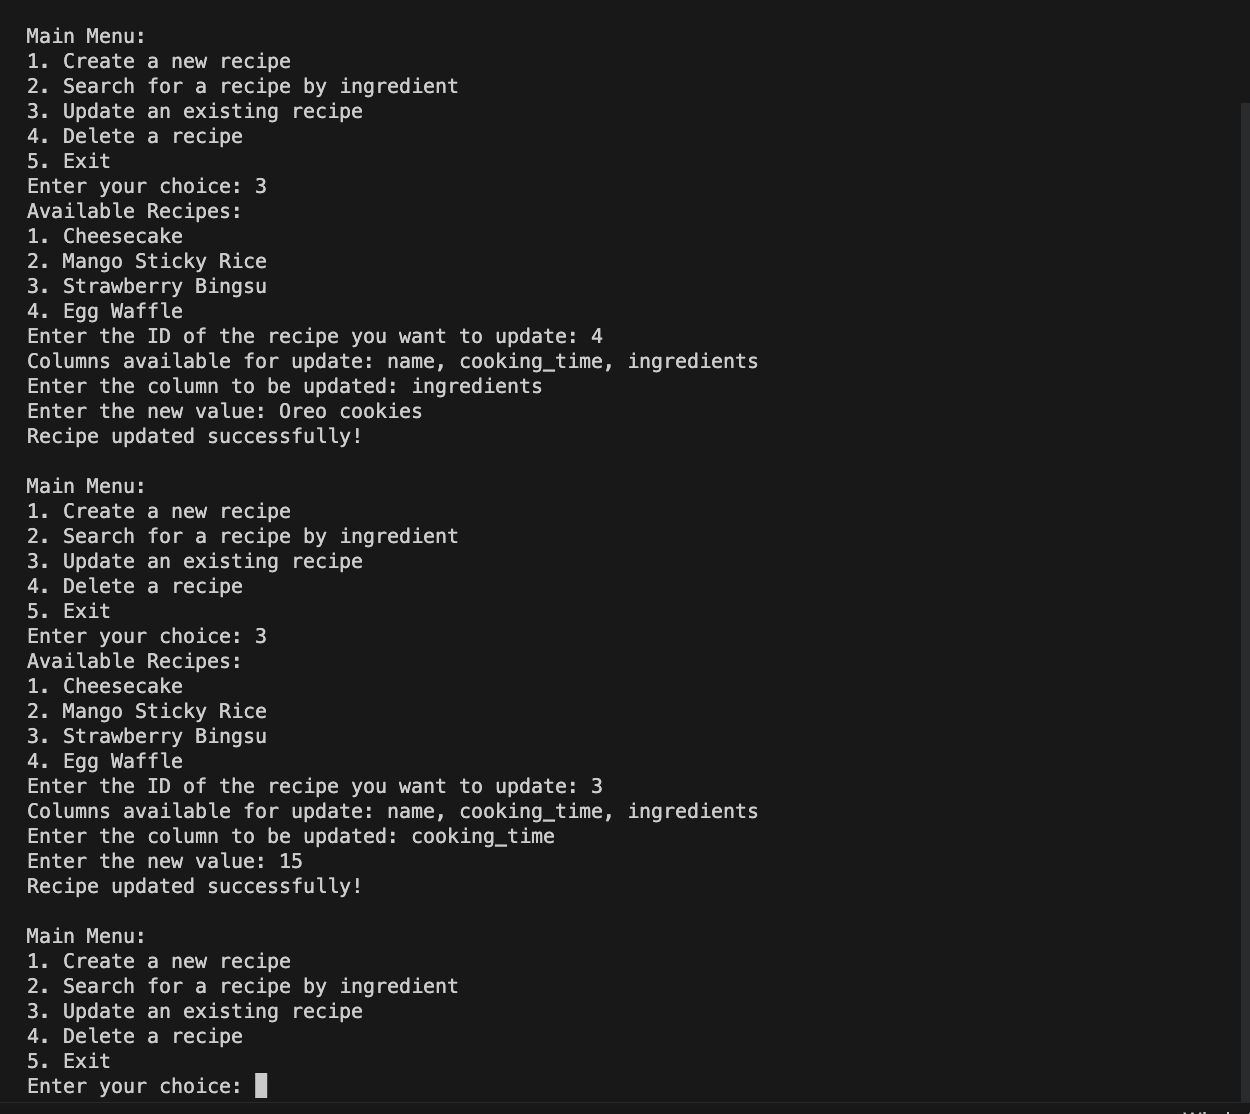 Main Menu:
1. Create a new recipe
2. Search for a recipe by ingredient
3. Update an existing recipe
4. Delete a recipe
5. Exit
Enter your choice: 3
Available Recipes:
1. Cheesecake
2. Mango Sticky Rice
3. Strawberry Bingsu
4. Egg Waffle
Enter the ID of the recipe you want to update: 4
Columns available for update: name, cooking_time, ingredients
Enter the column to be updated: ingredients
Enter the new value: Oreo cookies
Recipe updated successfully!
Main Menu:
1. Create a new recipe
2. Search for a recipe by ingredient
3. Update an existing recipe
4. Delete a recipe
5. Exit
Enter your choice: 3
Available Recipes:
1. Cheesecake
2. Mango Sticky Rice
3. Strawberry Bingsu
4. Egg Waffle
Enter the ID of the recipe you want to update: 3
Columns available for update: name, cooking_time, ingredients
Enter the column to be updated: cooking_time
Enter the new value: 15
Recipe updated successfully!
Main Menu:
1. Create a new recipe
2. Search for a recipe by ingredient
3. Update an existing recipe
4. Delete a recipe
5. Exit
Enter your choice: